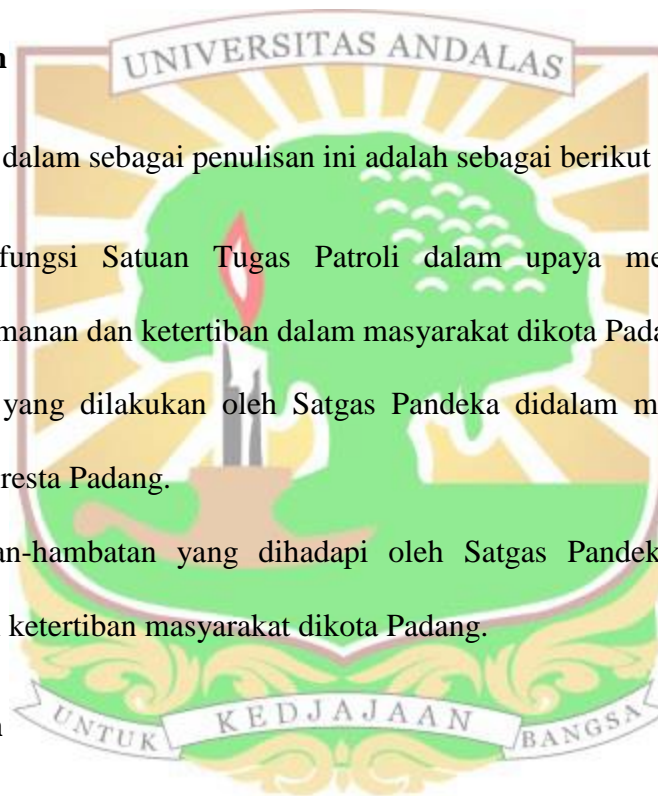 UNIVERSITAS ANDALAS
dalam sebagai penulisan ini adalah sebagai berikut
fungsi Satuan Tugas Patroli dalam upaya me
manan dan ketertiban dalam masyarakat dikota Pada
yang dilakukan oleh Satgas Pandeka didalam m
resta Padang.
an-hambatan yang dihadapi oleh Satgas Pandek
ketertiban masyarakat dikota Padang.
UNTUK KEDJAJAAN BANGSA